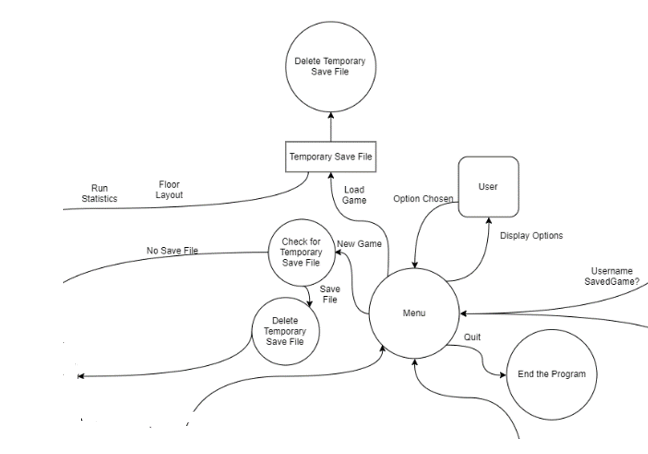 Delete Temporary
Save File
Temporary Save File
Run
Statistics
Floor
Layout
Load
Game
Option Chosen
User
Display Options
No Save File
Check for
Temporary
Save File
New Game
Save
File
Username
SavedGame?
Delete
Temporary
Save File
Menu
Quit
End the Program